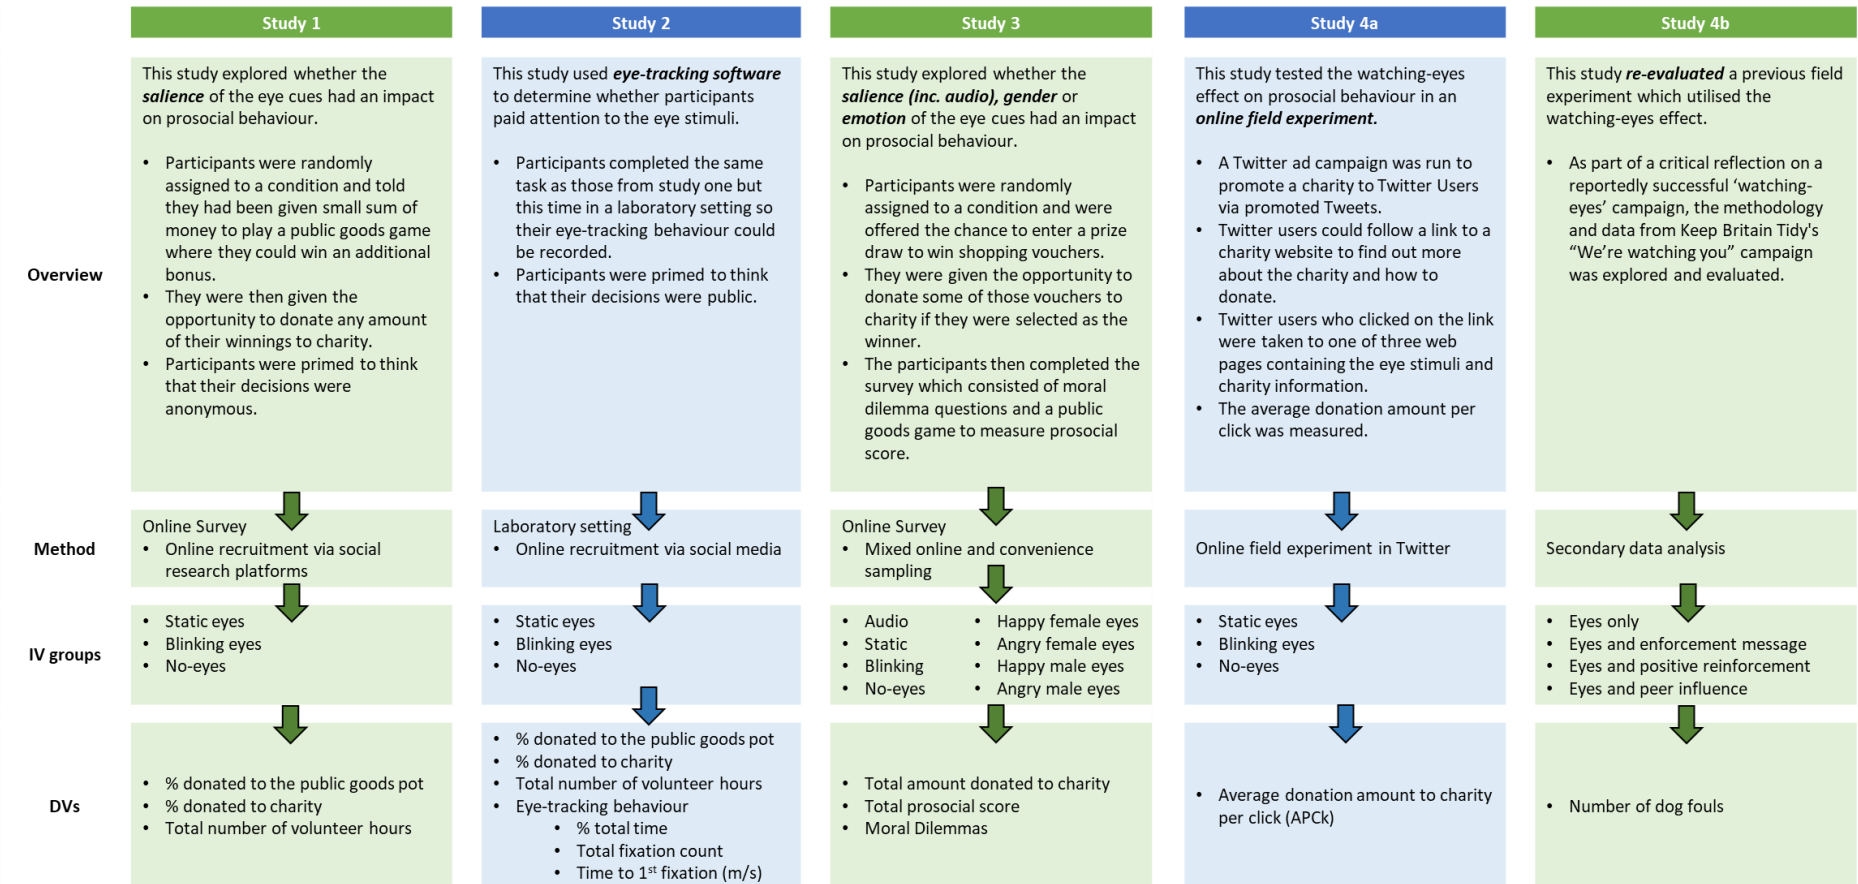 Study 1
Study 2
Study 3
Study 4a
Study 4b
Overview
This study explored whether the
salience of the eye cues had an impact
on prosocial behaviour.
• Participants were randomly
assigned to a condition and told
they had been given small sum of
money to play a public goods game
where they could win an additional
bonus.
• They were then given the
opportunity to donate any amount
of their winnings to charity.
• Participants were primed to think
that their decisions were
anonymous.
This study used eye-tracking software
to determine whether participants
paid attention to the eye stimuli.
• Participants completed the same
task as those from study one but
this time in a laboratory setting so
their eye-tracking behaviour could
be recorded.
• Participants were primed to think
that their decisions were public.
This study explored whether the
salience (inc. audio), gender or
emotion of the eye cues had an impact
on prosocial behaviour.
• Participants were randomly
assigned to a condition and were
offered the chance to enter a prize
draw to win shopping vouchers.
• They were given the opportunity to
donate some of those vouchers to
charity if they were selected as the
winner.
• The participants then completed the
survey which consisted of moral
dilemma questions and a public
goods game to measure prosocial
score.
This study tested the watching-eyes
effect on prosocial behaviour in an
online field experiment.
• A Twitter ad campaign was run to
promote a charity to Twitter Users
via promoted Tweets.
• Twitter users could follow a link to a
charity website to find out more
about the charity and how to
donate.
• Twitter users who clicked on the link
were taken to one of three web
pages containing the eye stimuli and
charity information.
• The average donation amount per
click was measured.
This study re-evaluated a previous field
experiment which utilised the
watching-eyes effect.
• As part of a critical reflection on a
reportedly successful ‘watching-
eyes’ campaign, the methodology
and data from Keep Britain Tidy's
“We’re watching you” campaign
was explored and evaluated.
Method
Online Survey
• Online recruitment via social
research platforms
Laboratory setting
• Online recruitment via social media
Online Survey
• Mixed online and convenience
sampling
Online field experiment in Twitter
Secondary data analysis
IV groups
• Static eyes
• Blinking eyes
• No-eyes
• Static eyes
• Blinking eyes
• No-eyes
• Audio
• Static
• Blinking
• No-eyes
• Happy female eyes
• Angry female eyes
• Happy male eyes
• Angry male eyes
• Static eyes
• Blinking eyes
• No-eyes
• Eyes only
• Eyes and enforcement message
• Eyes and positive reinforcement
• Eyes and peer influence
DVs
• % donated to the public goods pot
• % donated to charity
• Total number of volunteer hours
• % donated to the public goods pot
• % donated to charity
• Total number of volunteer hours
• Eye-tracking behaviour
• % total time
• Total fixation count
• Time to 1st fixation (m/s)
• Total amount donated to charity
• Total prosocial score
• Moral Dilemmas
• Average donation amount to charity
per click (APCk)
• Number of dog fouls